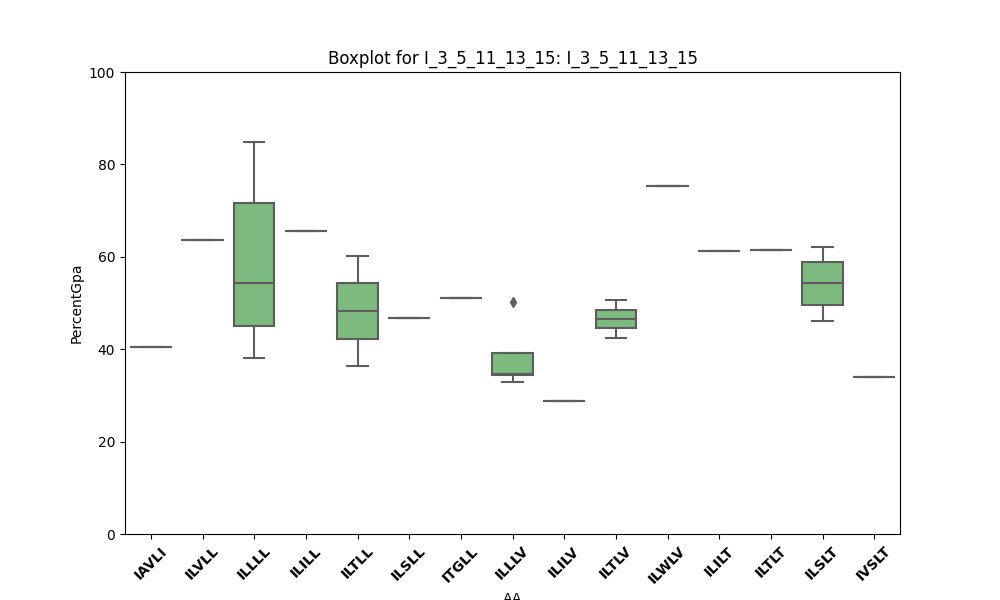 Boxplot for I_3_5_11_13_15: I_3_5_11_13_15
100
80
60
40
20
0
PercentGpa
IAVLI
ILVLL
ILLLL
ILILL
ILTLL
ILSLL
ITGLL
ILLLV
ILILV
ILTLV
ILWLV
ILILT
ILTLT
ILSLT
IVSLT
AA